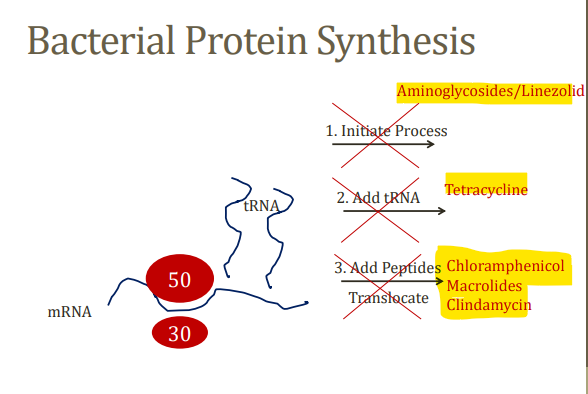 Bacterial Protein Synthesis
Aminoglycosides/Linezolid
1. Initiate Process
2. Add tRNA
Tetracycline
tRNA
3. Add Peptides
Translocate
Chloramphenicol
Macrolides
Clindamycin
50
mRNA
30